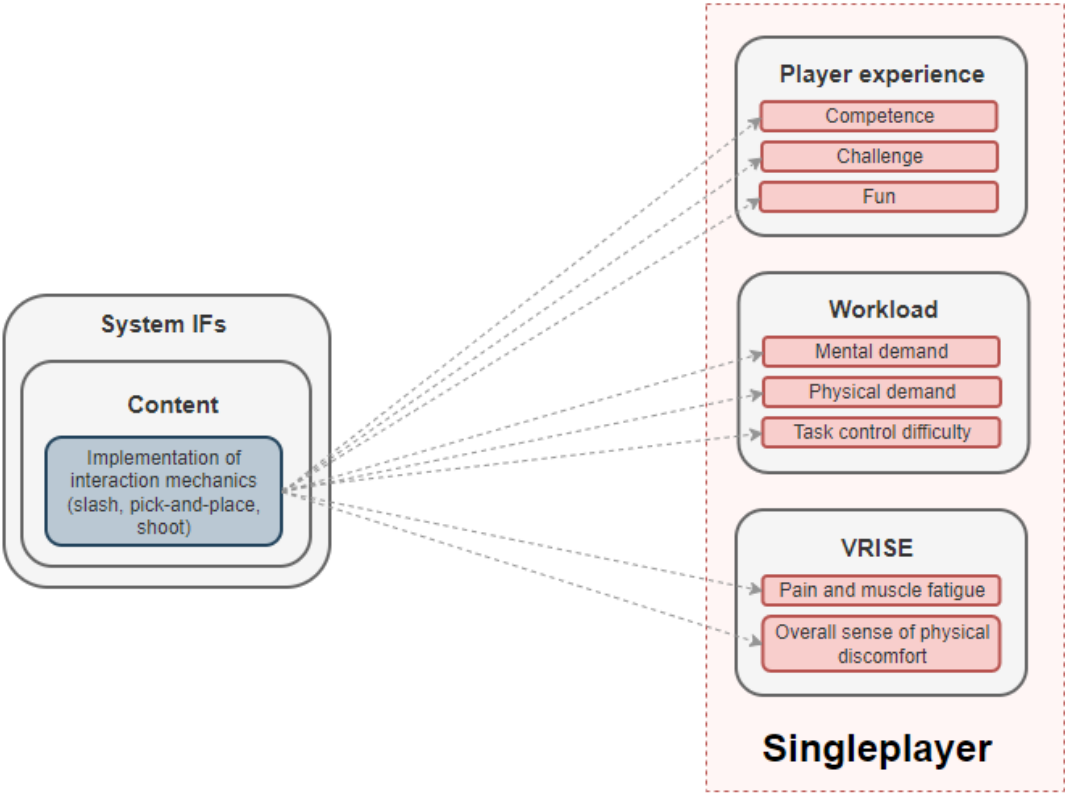 System IFs
Content
Implementation of
interaction mechanics
(slash, pick-and-place,
shoot)
Player experience
Competence
Challenge
Fun
Workload
Mental demand
Physical demand
Task control difficulty
VRISE
Pain and muscle fatigue
Overall sense of physical
discomfort
Singleplayer